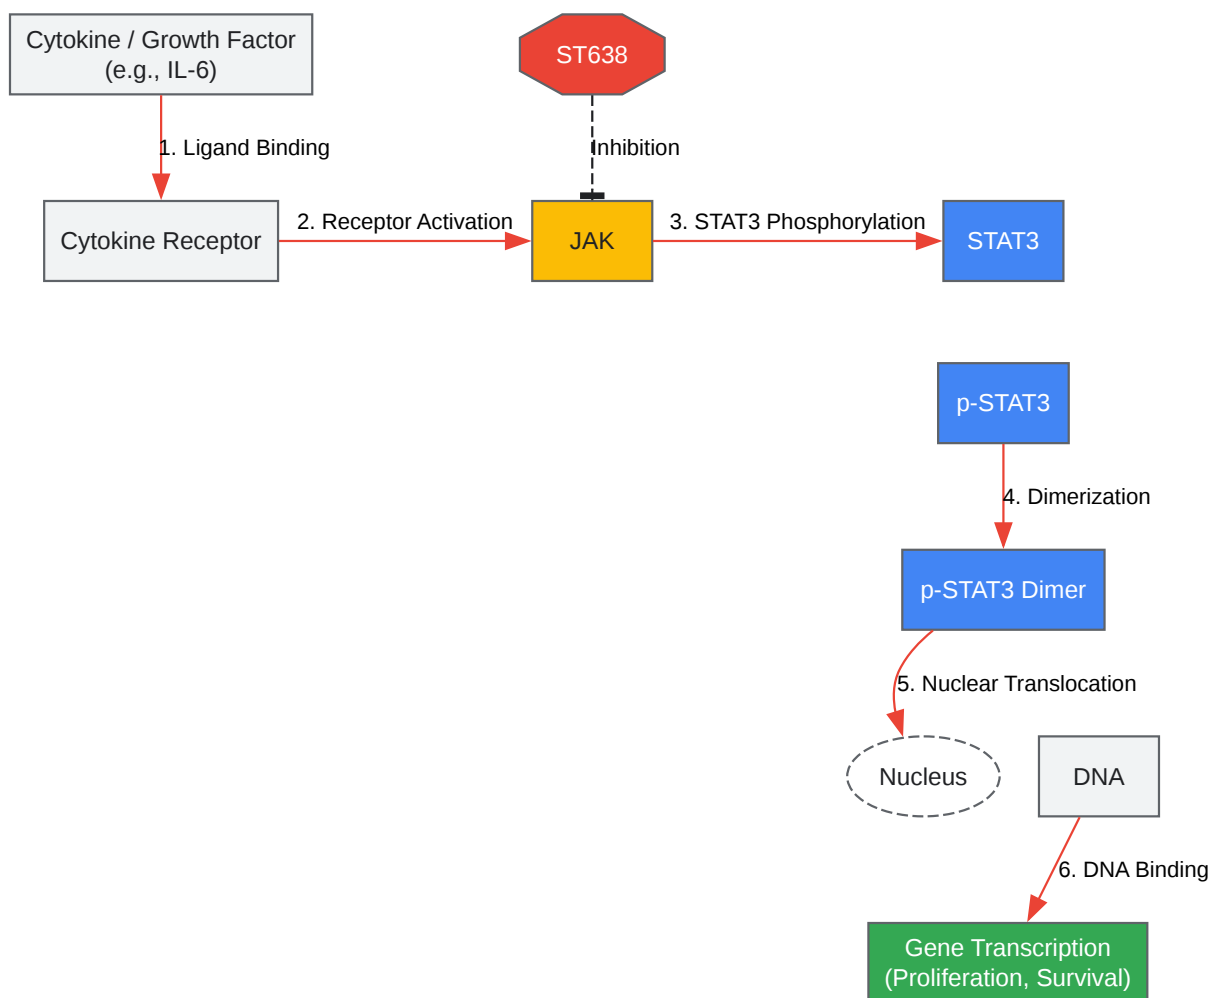 Cytokine / Growth Factor
(e.g., IL-6)
ST638
1. Ligand Binding
Inhibition
Cytokine Receptor
2. Receptor Activation
JAK
3. STAT3 Phosphorylation
STAT3
p-STAT3
4. Dimerization
p-STAT3 Dimer
5. Nuclear Translocation
Nucleus
DNA
6. DNA Binding
Gene Transcription
(Proliferation, Survival)